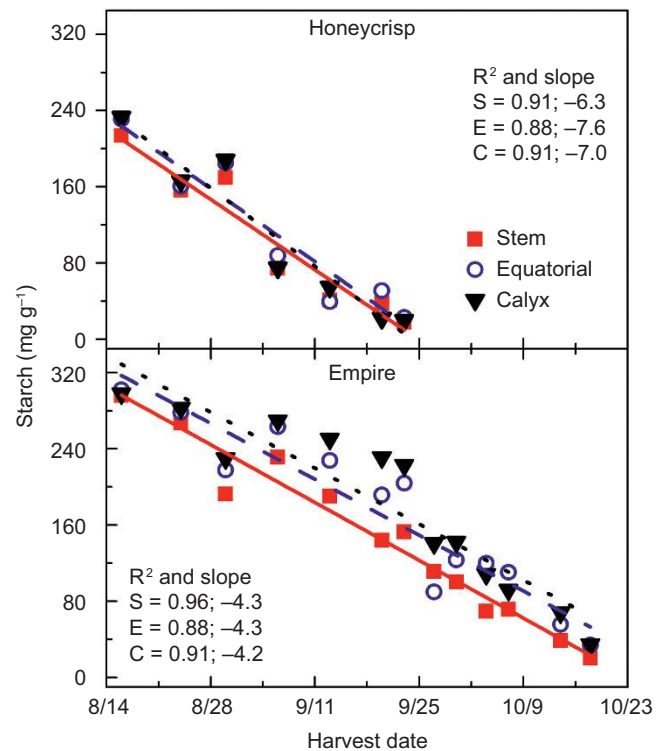 Honeycrisp
R² and slope
S = 0.91; –6.3
E = 0.88; –7.6
C = 0.91; –7.0
Stem
Equatorial
Calyx
320
240
160
80
0
Starch (mg g⁻¹)
Empire
320
240
160
80
0
R² and slope
S = 0.96; –4.3
E = 0.88; –4.3
C = 0.91; –4.2
8/14 8/28 9/11 9/25 10/9 10/23
Harvest date